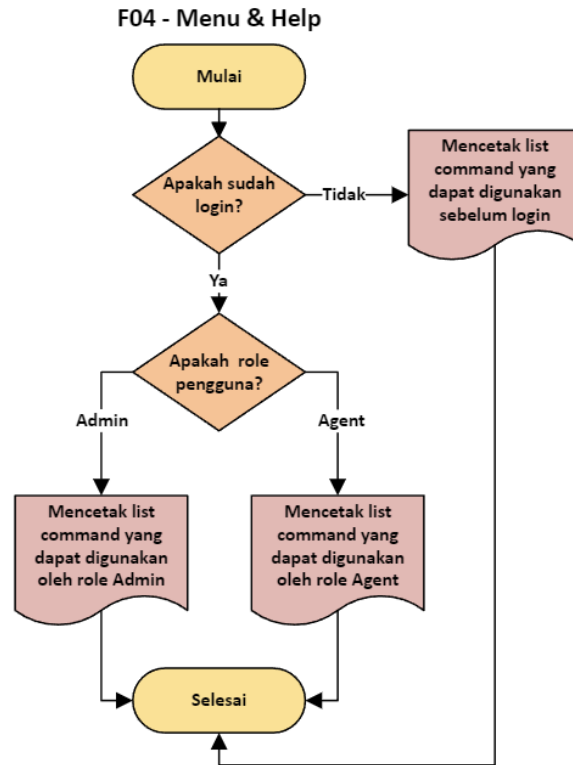 F04 - Menu & Help
Mulai
Apakah sudah
login?
Tidak
Mencetak list
command yang
dapat digunakan
sebelum login
Ya
Apakah role
pengguna?
Admin
Agent
Mencetak list
command yang
dapat digunakan
oleh role Admin
Mencetak list
command yang
dapat digunakan
oleh role Agent
Selesai